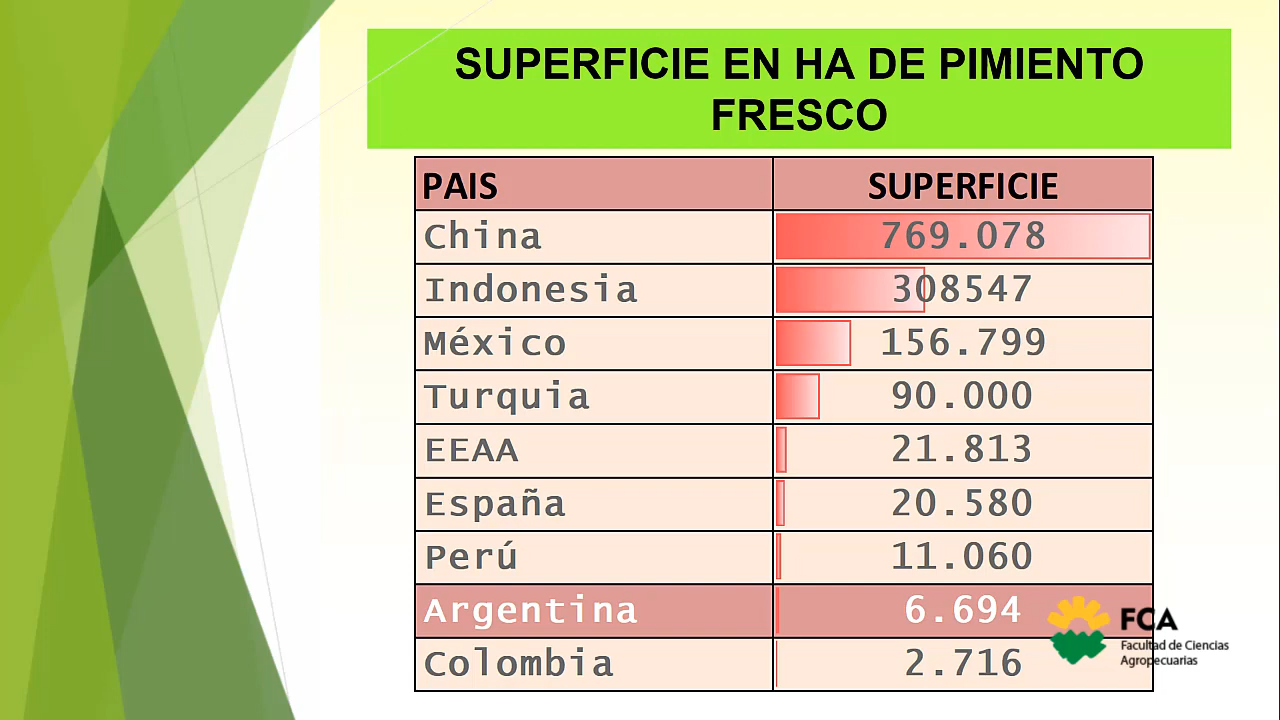 SUPERFICIE EN HA DE PIMIENTO
FRESCO
PAIS SUPERFICIE
China 769.078
Indonesia 308547
México 156.799
Turquia 90.000
EEAA 21.813
España 20.580
Perú 11.060
Argentina 6.694
Colombia 2.716
FCA
Facultad de Ciencias
Agropecuarias